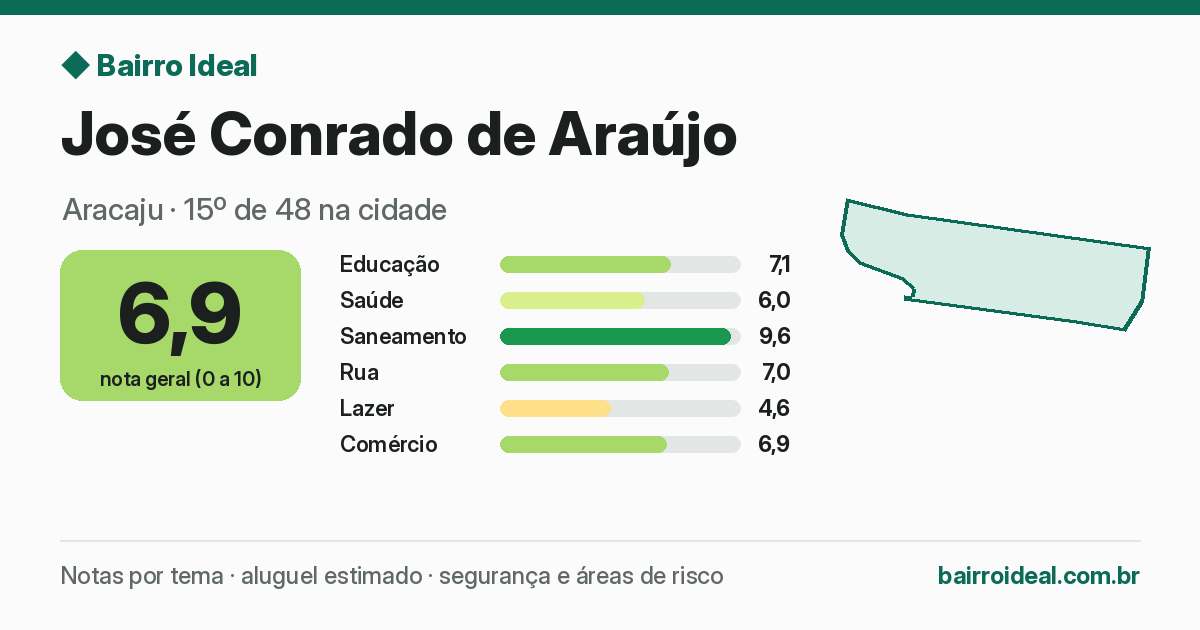 Bairro Ideal
José Conrado de Araújo
Aracaju · 15º de 48 na cidade
6,9
nota geral (0 a 10)
Educação 7,1
Saúde 6,0
Saneamento 9,6
Rua 7,0
Lazer 4,6
Comércio 6,9
Notas por tema · aluguel estimado · segurança e áreas de risco
bairroideal.com.br